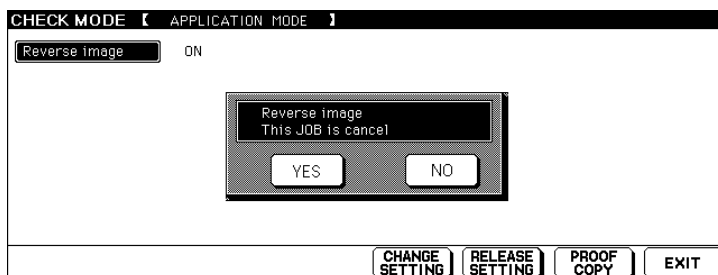 CHECK MODE 【 APPLICATION MODE 】
Reverse image ON
Reverse image
This JOB is cancel
YES NO
CHANGE SETTING RELEASE SETTING PROOF COPY EXIT